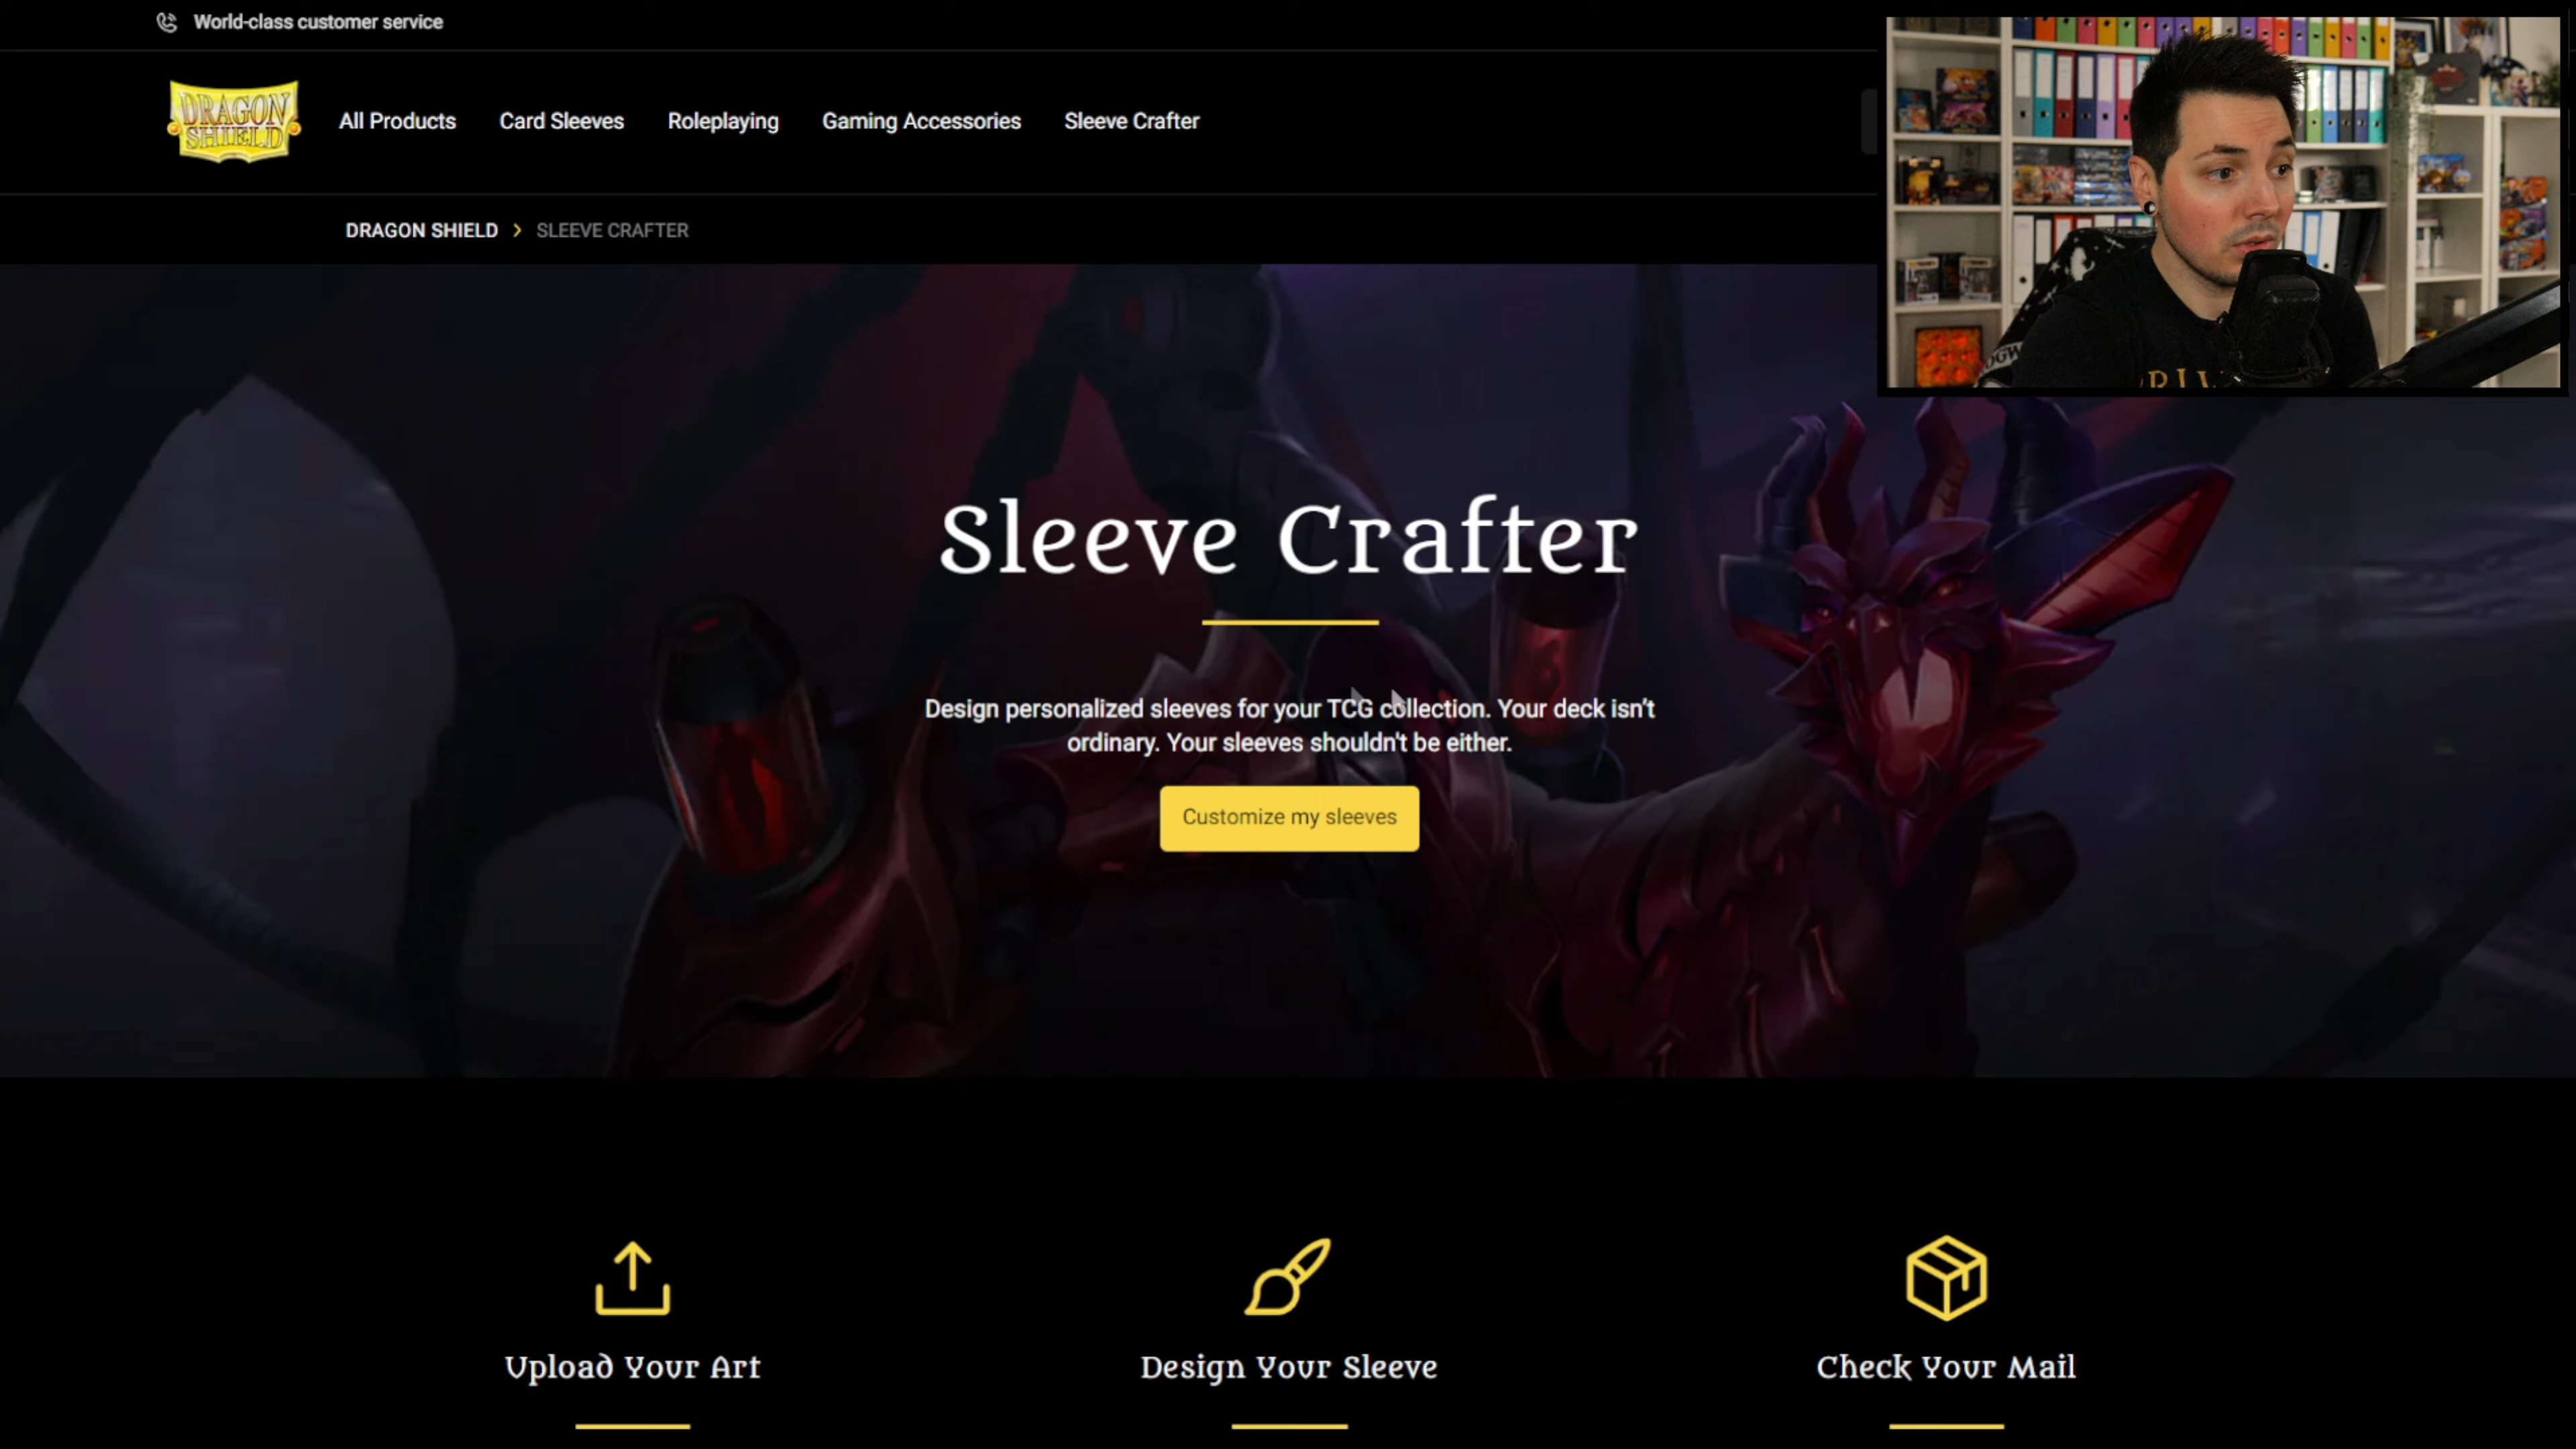 World-class customer service
DRAGON
SHIELD
All Products
Card Sleeves
Roleplaying
Gaming Accessories
Sleeve Crafter
DRAGON SHIELD > SLEEVE CRAFTER
Sleeve Crafter
Design personalized sleeves for your TCG collection. Your deck isn't
ordinary. Your sleeves shouldn't be either.
Customize my sleeves
Upload Your Art
Design Your Sleeve
Check Your Mail